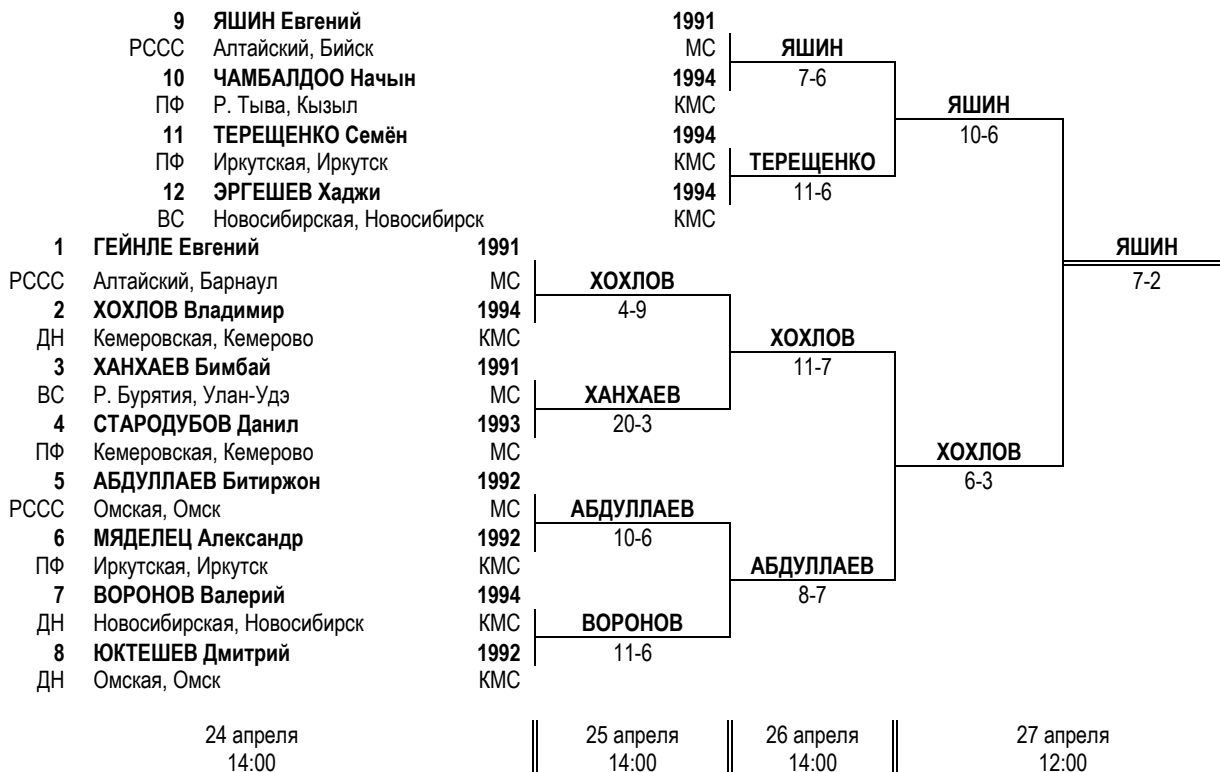 9 ЯШИН Евгений 1991
РССС Алтайский, Бийск МС ЯШИН
10 ЧАМБАЛДОО Начын 1994 7-6
ПФ Р. Тыва, Кызыл КМС ЯШИН
11 ТЕРЕЩЕНКО Семён 1994 10-6
ПФ Иркутская, Иркутск КМС ТЕРЕЩЕНКО
12 ЭРГЕШЕВ Хаджи 1994 11-6
ВС Новосибирская, Новосибирск КМС
1 ГЕЙНЛЕ Евгений 1991 ЯШИН
РССС Алтайский, Барнаул МС ХОХЛОВ 7-2
2 ХОХЛОВ Владимир 1994 4-9
ДН Кемеровская, Кемерово КМС ХОХЛОВ
3 ХАНХАЕВ Бимбай 1991 11-7
ВС Р. Бурятия, Улан-Удэ МС ХАНХАЕВ
4 СТАРОДУБОВ Данил 1993 20-3
ПФ Кемеровская, Кемерово МС ХОХЛОВ
5 АБДУЛЛАЕВ Битиржон 1992 6-3
РССС Омская, Омск МС АБДУЛЛАЕВ
6 МЯДЕЛЕЦ Александр 1992 10-6
ПФ Иркутская, Иркутск КМС АБДУЛЛАЕВ
7 ВОРОНОВ Валерий 1994 8-7
ДН Новосибирская, Новосибирск КМС ВОРОНОВ
8 ЮКТЕШЕВ Дмитрий 1992 11-6
ДН Омская, Омск КМС
24 апреля 25 апреля 26 апреля 27 апреля
14:00 14:00 14:00 12:00